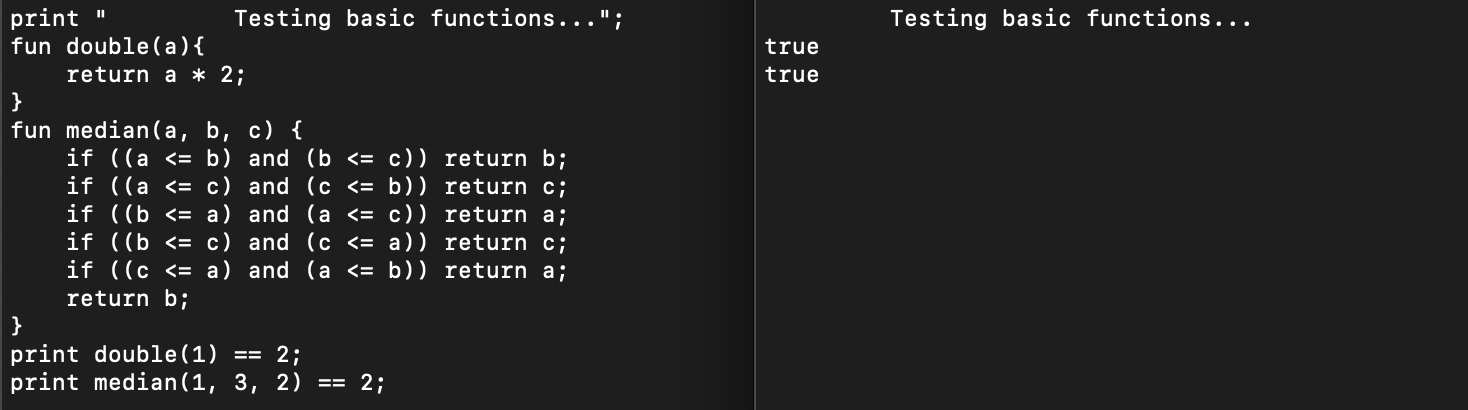 print "         Testing basic functions...";
fun double(a){
    return a * 2;
}
fun median(a, b, c) {
    if ((a <= b) and (b <= c)) return b;
    if ((a <= c) and (c <= b)) return c;
    if ((b <= a) and (a <= c)) return a;
    if ((b <= c) and (c <= a)) return c;
    if ((c <= a) and (a <= b)) return a;
    return b;
}
print double(1) == 2;
print median(1, 3, 2) == 2;
         Testing basic functions...
true
true